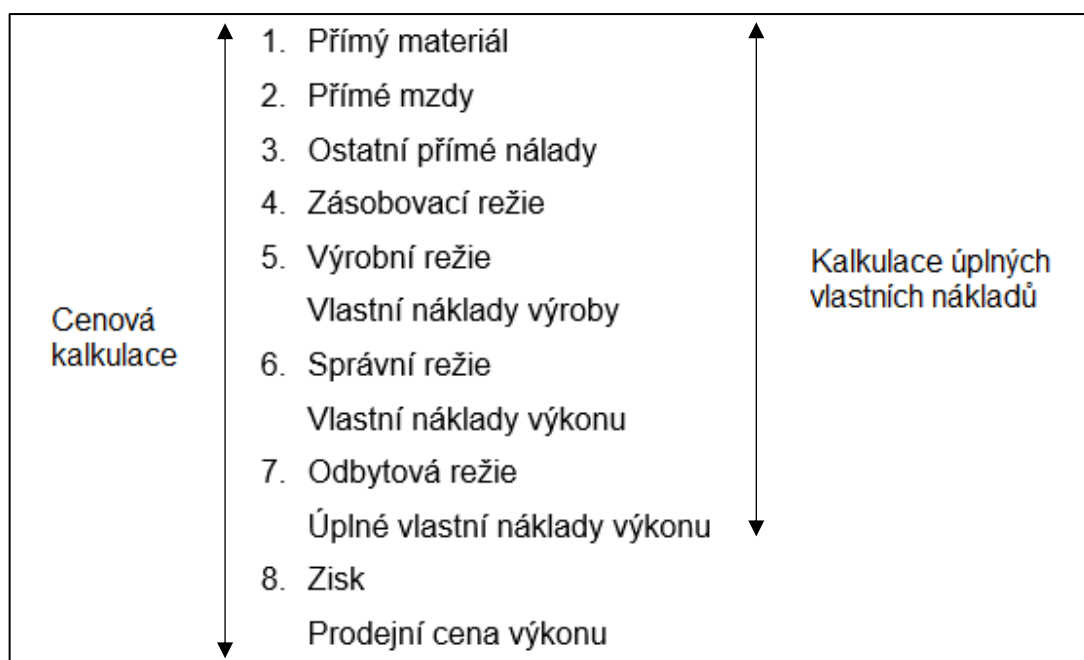 1. Přímý materiál
2. Přímé mzdy
3. Ostatní přímé nálady
4. Zásobovací režie
5. Výrobní režie
Vlastní náklady výroby
6. Správní režie
Vlastní náklady výkonu
7. Odbytová režie
Úplné vlastní náklady výkonu
8. Zisk
Prodejní cena výkonu
Cenová
kalkulace
Kalkulace úplných
vlastních nákladů